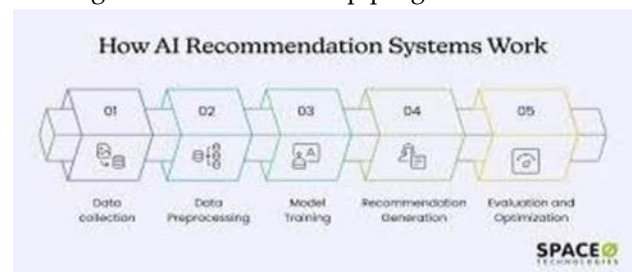 How AI Recommendation Systems Work
01 02 03 04 05
Data collection
Data Preprocessing
Model Training
Recommendation Generation
Evaluation and Optimization
SPACEO
TECHNOLOGIES